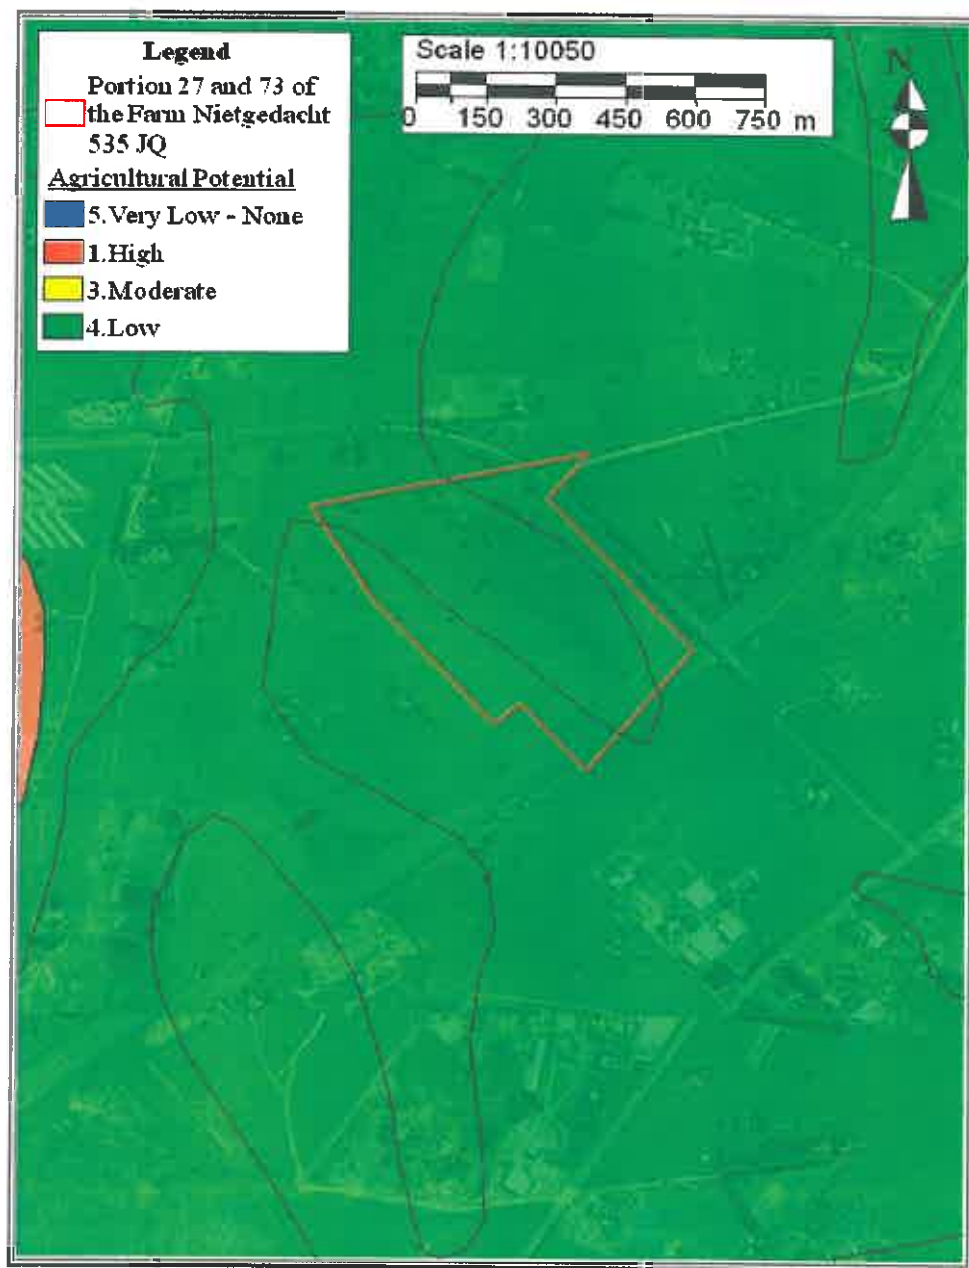 Legend
Portion 27 and 73 of
the Farm Nietgedacht
535 JQ
Agricultural Potential
5.Very Low - None
1.High
3.Moderate
4.Low
Scale 1:10050
0 150 300 450 600 750 m
N